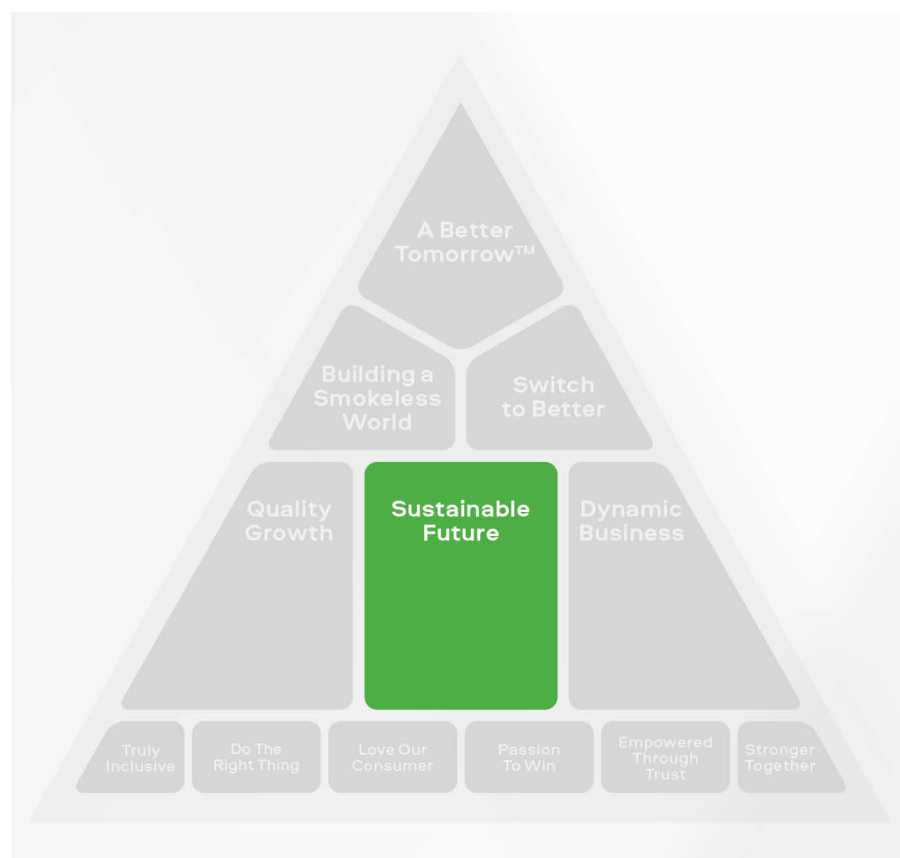 A Better
Tomorrow™
Building a
Smokeless
World
Switch
to Better
Quality
Growth
Sustainable
Future
Dynamic
Business
Truly
Inclusive
Do The
Right Thing
Love Our
Consumer
Passion
To Win
Empowered
Through
Trust
Stronger
Together